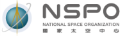 NSPO
NATIONAL SPACE ORGANIZATION
國家太空中心